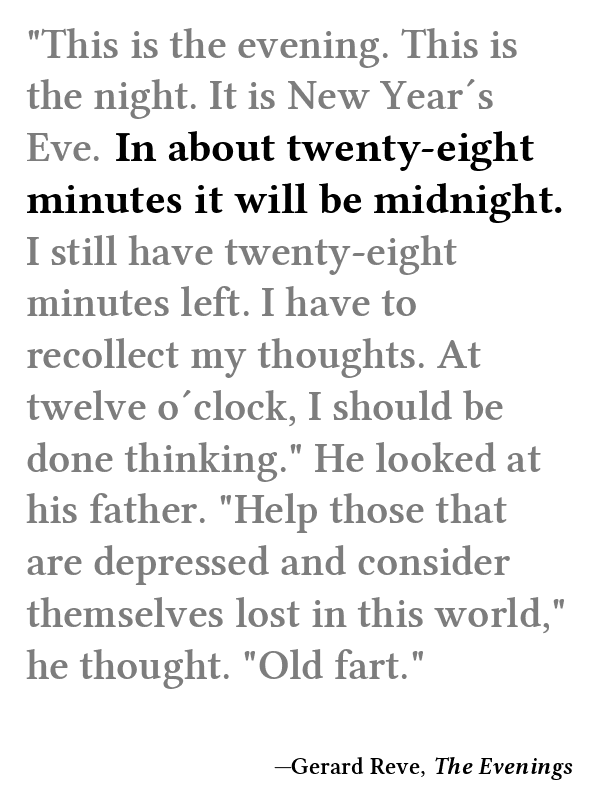 "This is the evening. This is
the night. It is New Year´s
Eve. In about twenty-eight
minutes it will be midnight.
I still have twenty-eight
minutes left. I have to
recollect my thoughts. At
twelve o´clock, I should be
done thinking." He looked at
his father. "Help those that
are depressed and consider
themselves lost in this world,"
he thought. "Old fart."
—Gerard Reve, The Evenings